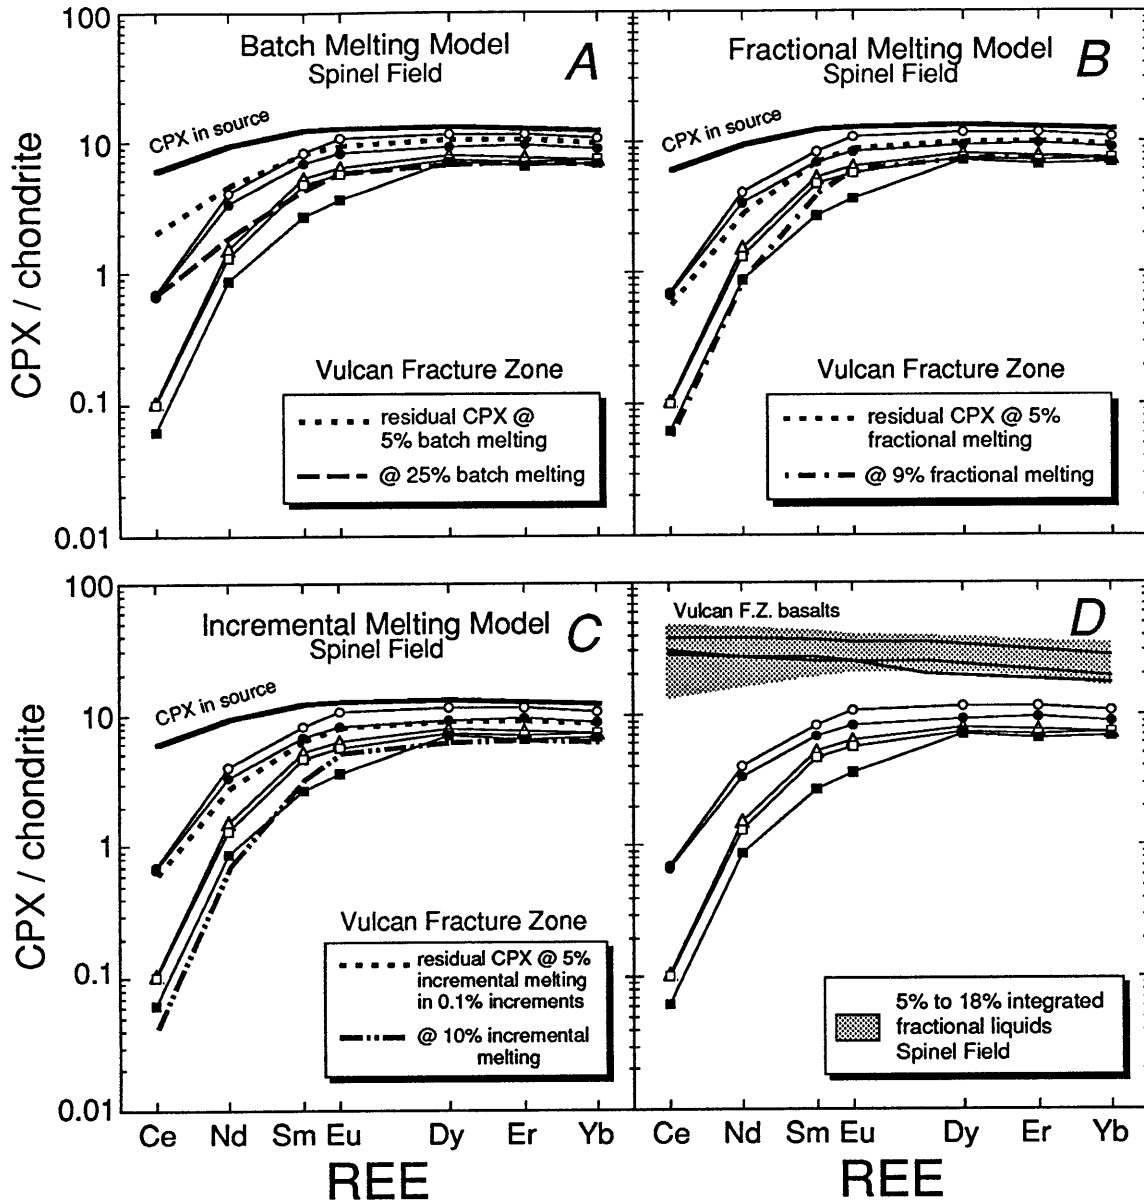 100
10
1
0.1
0.01
CPX / chondrite
Batch Melting Model
Spinel Field
A
CPX in source
Vulcan Fracture Zone
residual CPX @
5% batch melting
@ 25% batch melting
Fractional Melting Model
Spinel Field
B
CPX in source
Vulcan Fracture Zone
residual CPX @ 5%
fractional melting
@ 9% fractional melting
100
10
1
0.1
0.01
CPX / chondrite
Incremental Melting Model
Spinel Field
C
CPX in source
Vulcan Fracture Zone
residual CPX @ 5%
incremental melting
in 0.1% increments
@ 10% incremental
melting
Ce Nd Sm Eu Dy Er Yb
REE
Vulcan F.Z. basalts
D
5% to 18% integrated
fractional liquids
Spinel Field
Ce Nd Sm Eu Dy Er Yb
REE